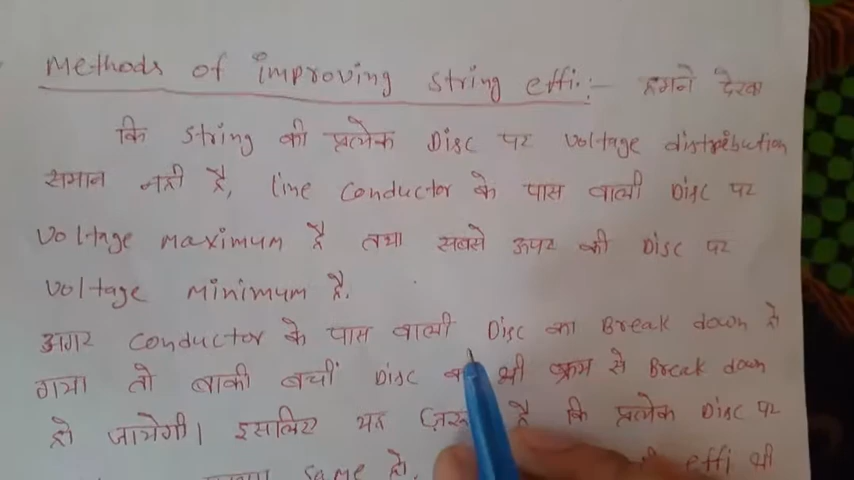 Methods of improving string effi.:- हमने देखा
कि string की प्रत्येक Disc पर voltage distribution
समान नही है, line conductor के पास वाली Disc पर
voltage maximum है तथा सबसे ऊपर की Disc पर
voltage minimum है.
अगर conductor के पास वाली Disc का Break down हो
गया तो बाकी बचीं Disc भी क्रम से Break down
हो जायेगी। इसलिए यह है कि प्रत्येक Disc पर
same हो. effi भी